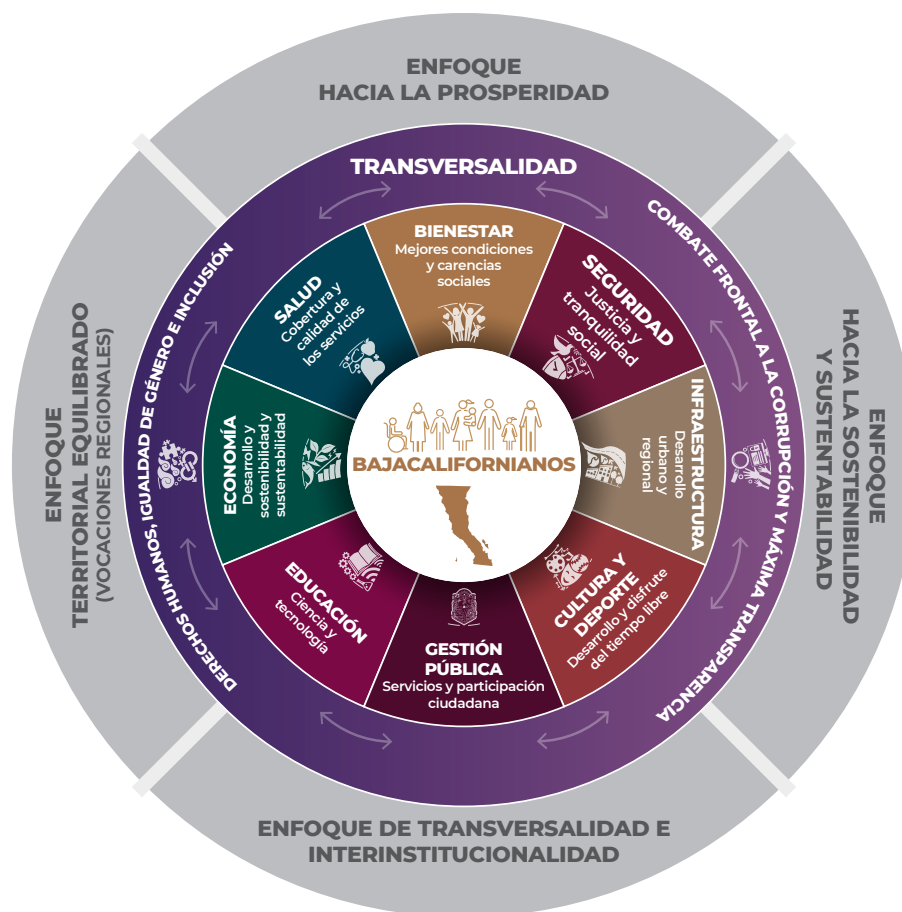 ENFOQUE
HACIA LA PROSPERIDAD
TRANSVERSALIDAD
COMBATE FRONTAL A LA CORRUPCIÓN Y MÁXIMA TRANSPARENCIA
DERECHOS HUMANOS, IGUALDAD DE GÉNERO E INCLUSIÓN
BIENESTAR
Mejores condiciones
y carencias
sociales
SEGURIDAD
Justicia y
tranquilidad
social
INFRAESTRUCTURA
Desarrollo
urbano y
regional
CULTURA Y
DEPORTE
Desarrollo y disfrute
del tiempo libre
GESTIÓN
PÚBLICA
Servicios y participación
ciudadana
EDUCACIÓN
Ciencia y
tecnología
ECONOMÍA
Desarrollo y
sostenibilidad y
sustentabilidad
SALUD
Cobertura y
calidad de
los servicios
BAJACALIFORNIANOS
ENFOQUE
HACIA LA SOSTENIBILIDAD
Y SUSTENTABILIDAD
ENFOQUE DE TRANSVERSALIDAD E
INTERINSTITUCIONALIDAD
ENFOQUE
TERRITORIAL EQUILIBRADO
(VOCACIONES REGIONALES)